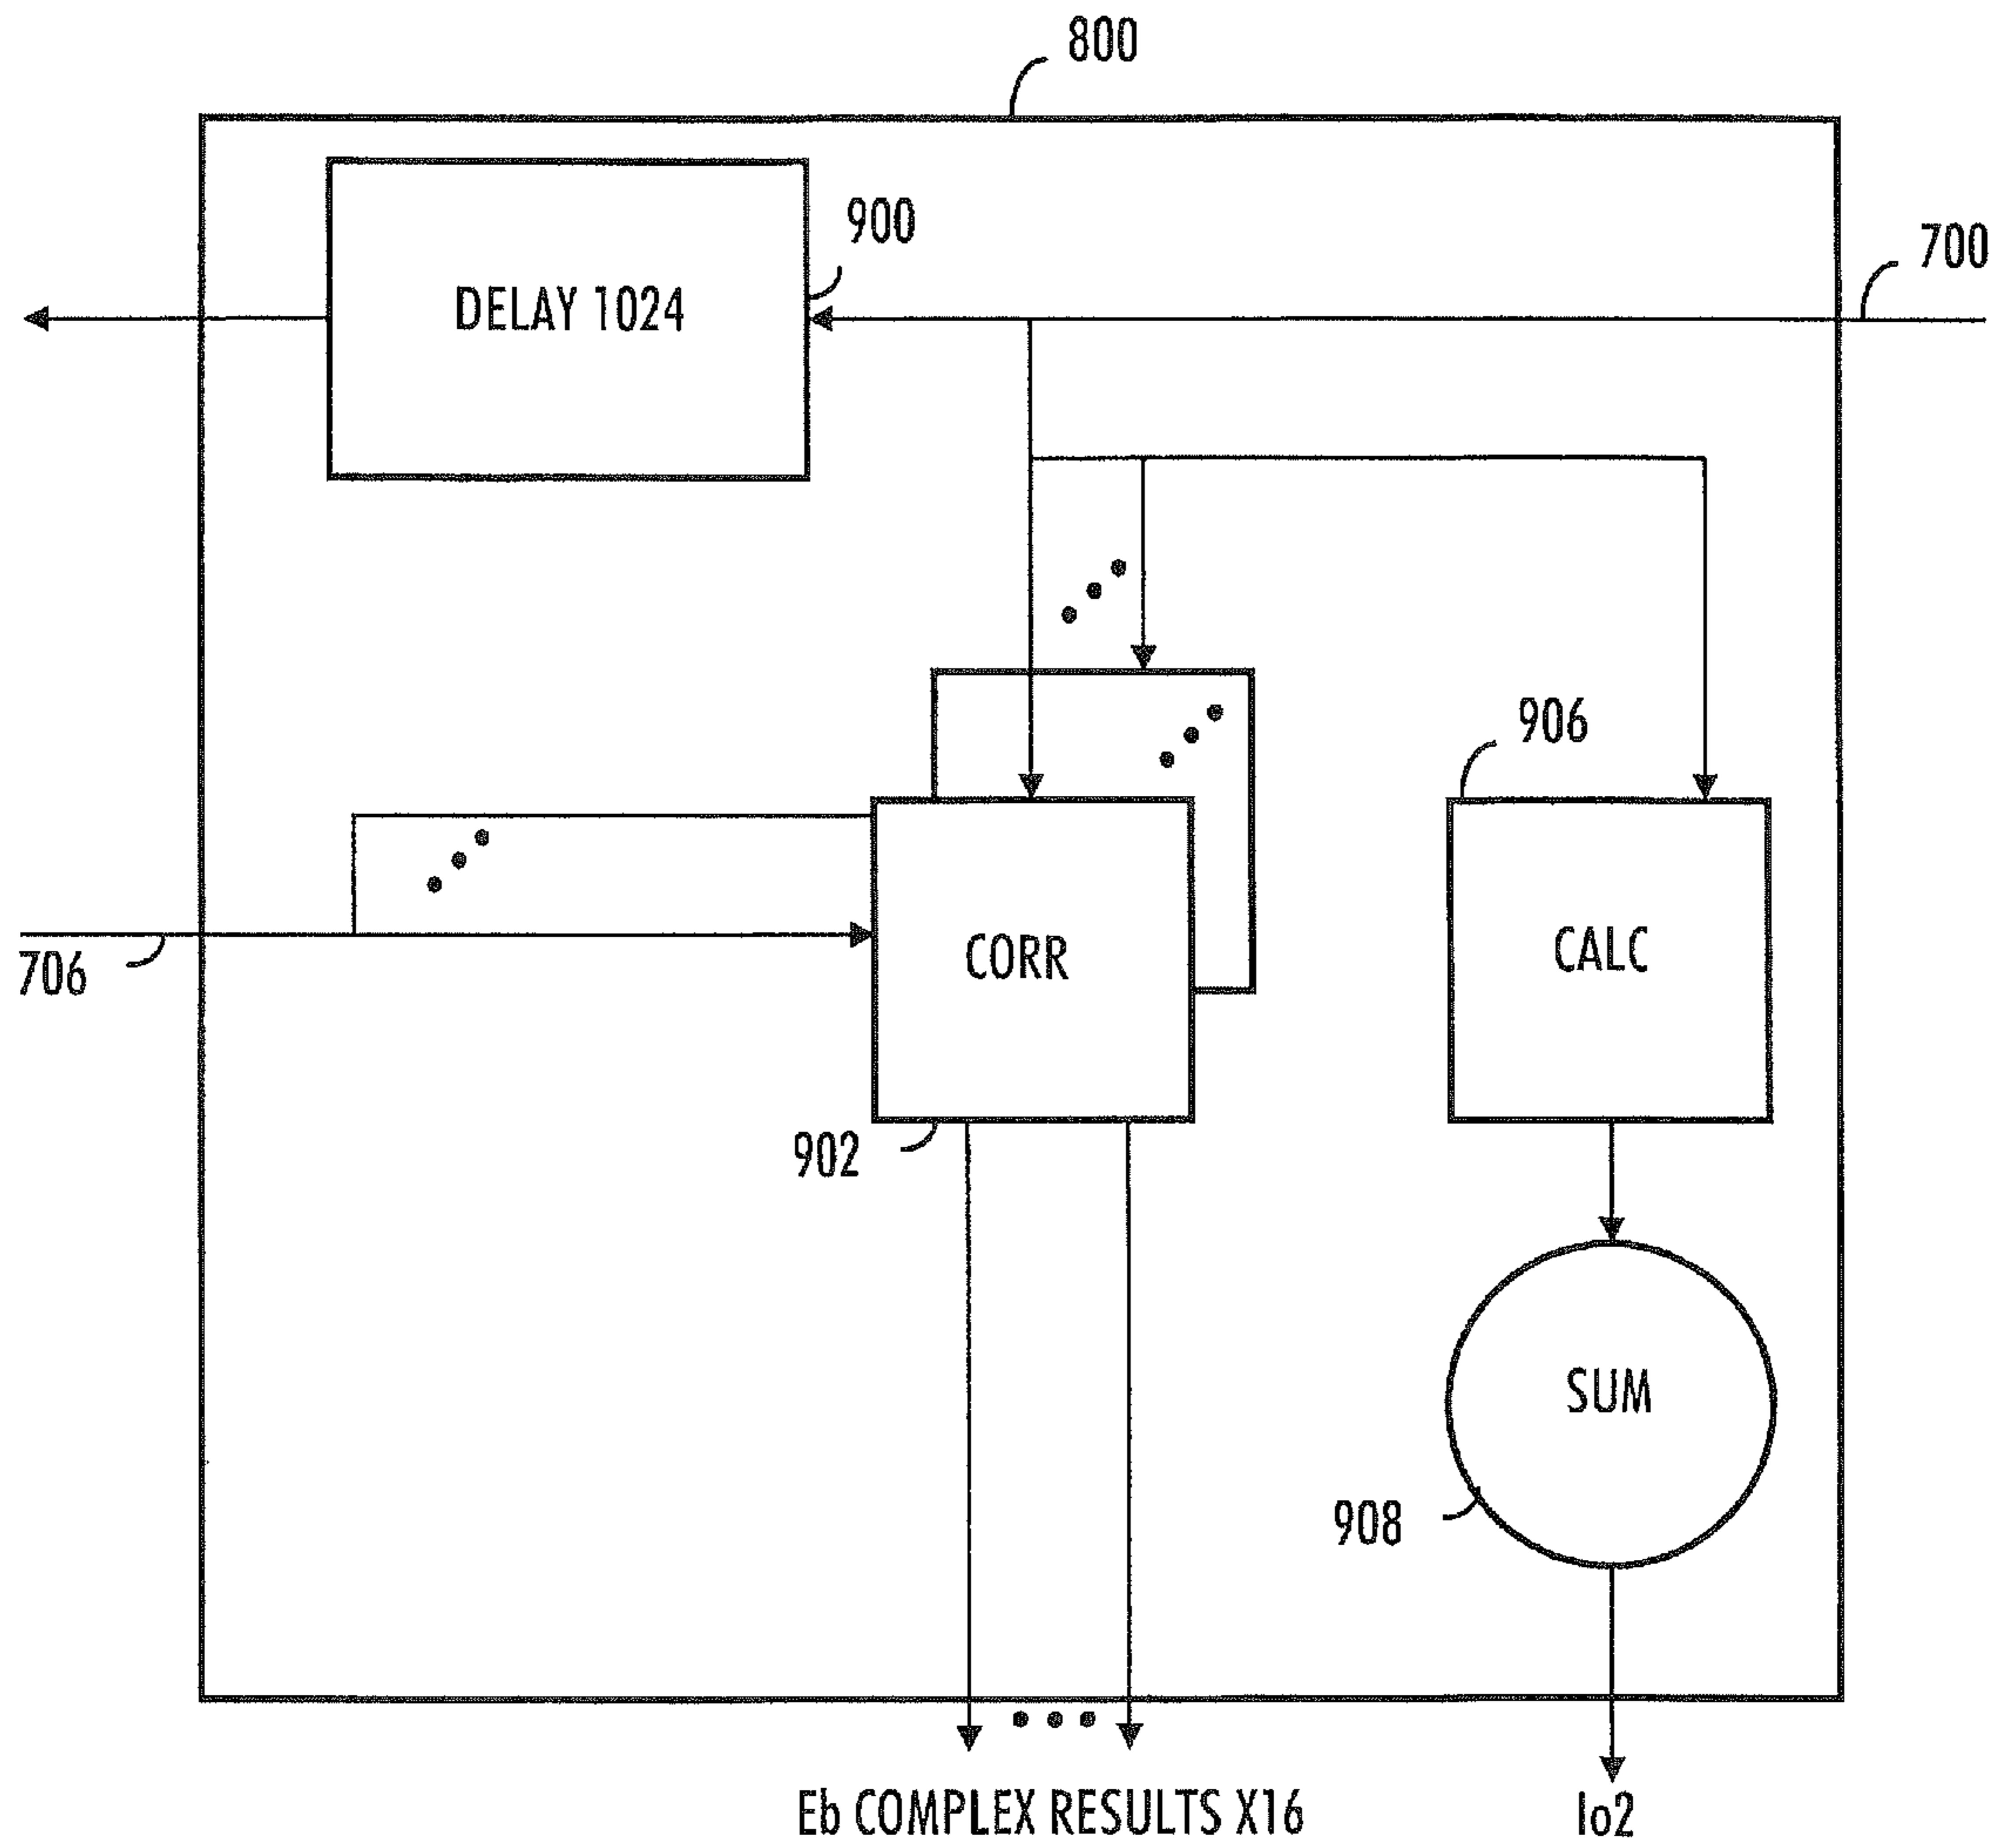 800
900
700
DELAY 1024
906
706
CORR
CALC
902
SUM
908
Eb COMPLEX RESULTS X16
Io2